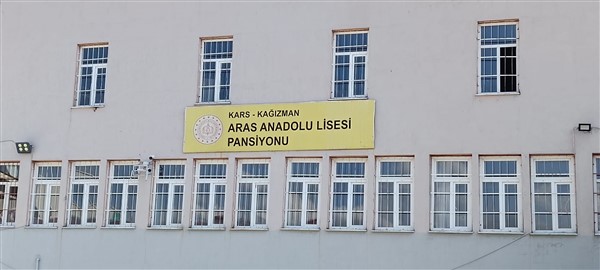 KARS - KAĞIZMAN
ARAS ANADOLU LİSESİ
PANSİYONU